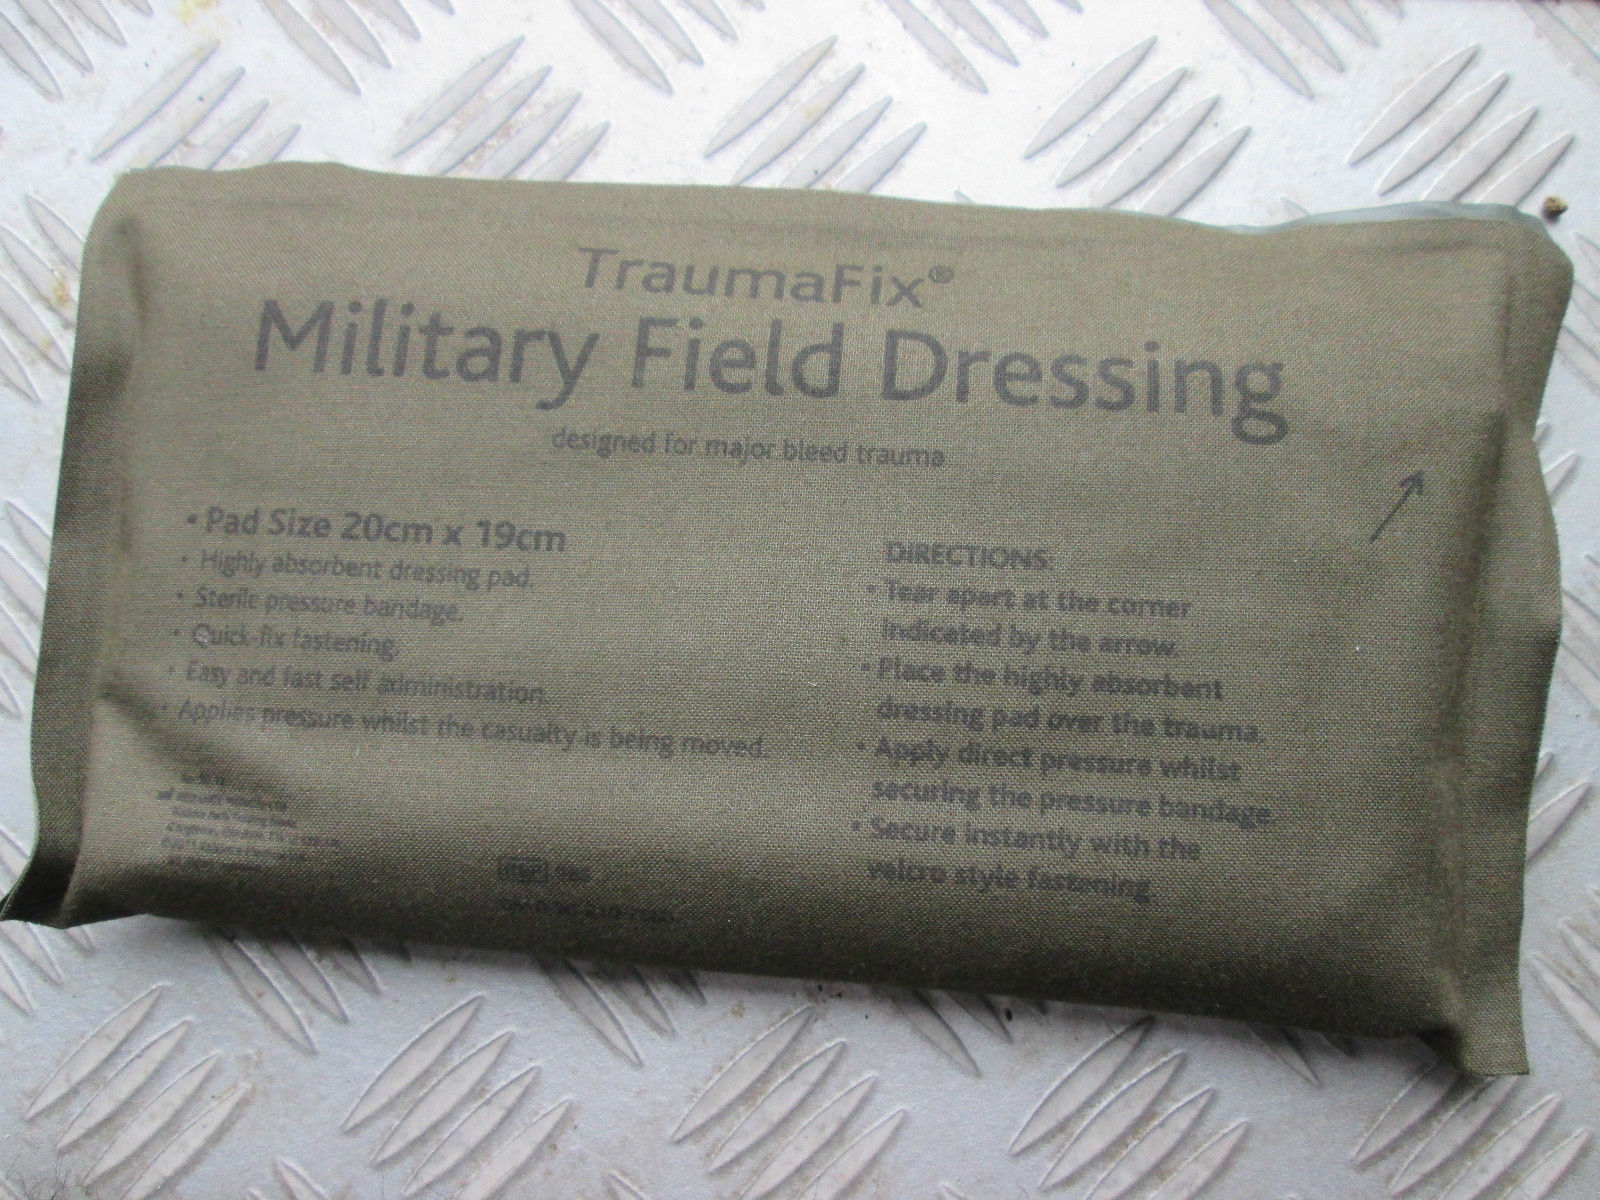 TraumaFix®
Military Field Dressing
designed for major bleed trauma
• Pad Size 20cm x 19cm
• Highly absorbent dressing pad.
• Sterile pressure bandage.
• Quick-fix fastening.
• Easy and fast self administration.
• Applies pressure whilst the casualty is being moved.
DIRECTIONS:
• Tear apart at the corner
indicated by the arrow.
• Place the highly absorbent
dressing pad over the trauma.
• Apply direct pressure whilst
securing the pressure bandage.
• Secure instantly with the
velcro style fastening.
REF